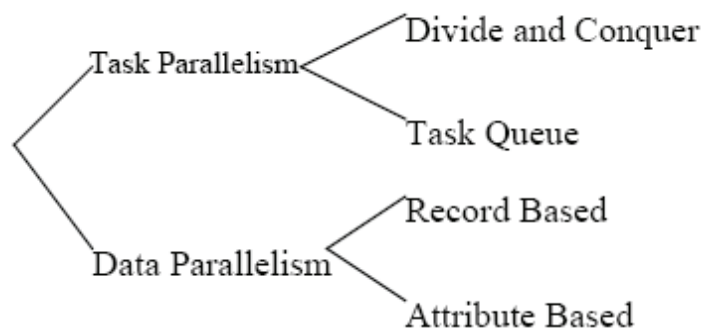 Divide and Conquer
Task Parallelism
Task Queue
Record Based
Data Parallelism
Attribute Based